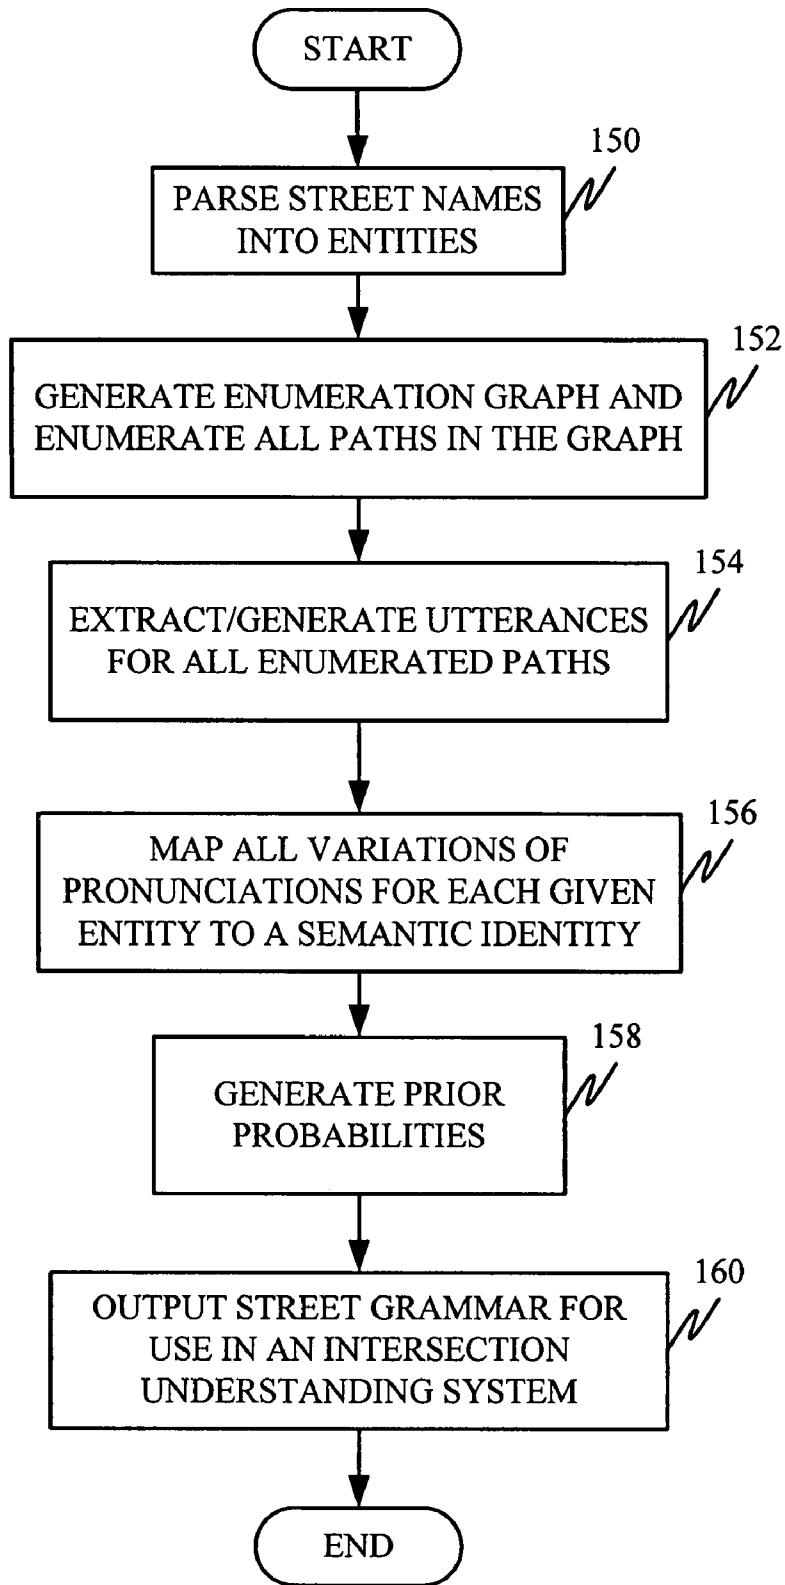 START
150
PARSE STREET NAMES
INTO ENTITIES
152
GENERATE ENUMERATION GRAPH AND
ENUMERATE ALL PATHS IN THE GRAPH
154
EXTRACT/GENERATE UTTERANCES
FOR ALL ENUMERATED PATHS
156
MAP ALL VARIATIONS OF
PRONUNCIATIONS FOR EACH GIVEN
ENTITY TO A SEMANTIC IDENTITY
158
GENERATE PRIOR
PROBABILITIES
160
OUTPUT STREET GRAMMAR FOR
USE IN AN INTERSECTION
UNDERSTANDING SYSTEM
END